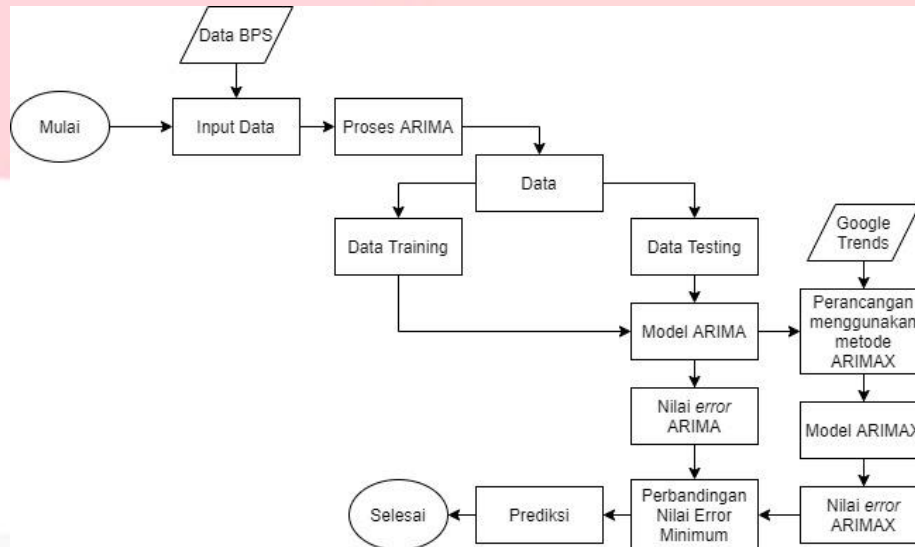 Data BPS
Mulai
Input Data
Proses ARIMA
Data
Data Training
Data Testing
Google
Trends
Model ARIMA
Perancangan
menggunakan
metode
ARIMAX
Nilai error
ARIMA
Model ARIMAX
Selesai
Prediksi
Perbandingan
Nilai Error
Minimum
Nilai error
ARIMAX